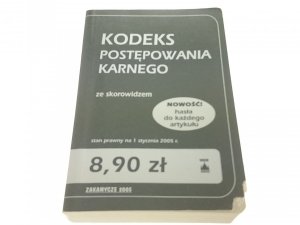 KODEKS
POSTĘPOWANIA
KARNEGO
ze skorowidzem
NOWOŚĆ!
hasła
do każdego
artykułu
stan prawny na 1 stycznia 2005 r.
8,90 zł
ZAKAMYCZE 2005